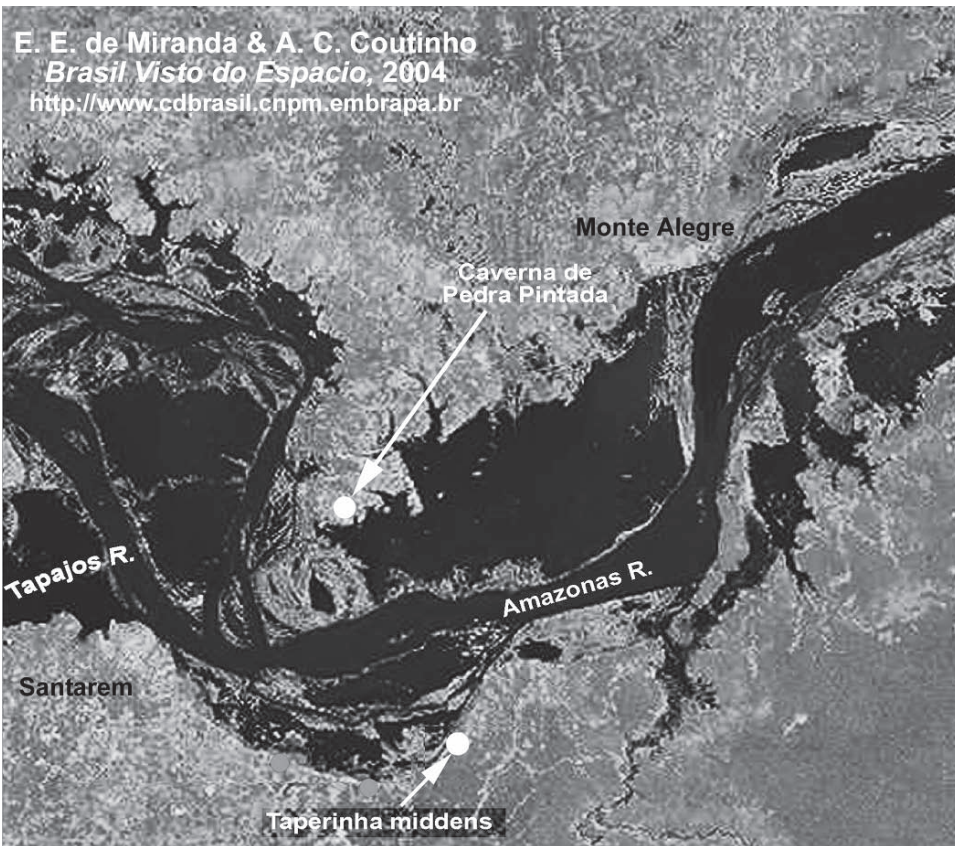 E. E. de Miranda & A. C. Coutinho
Brasil Visto do Espacio, 2004
http://www.cdbrasil.cnpm.embrapa.br
Monte Alegre
Caverna de
Pedra Pintada
Tapajos R.
Amazonas R.
Santarem
Taperinha middens